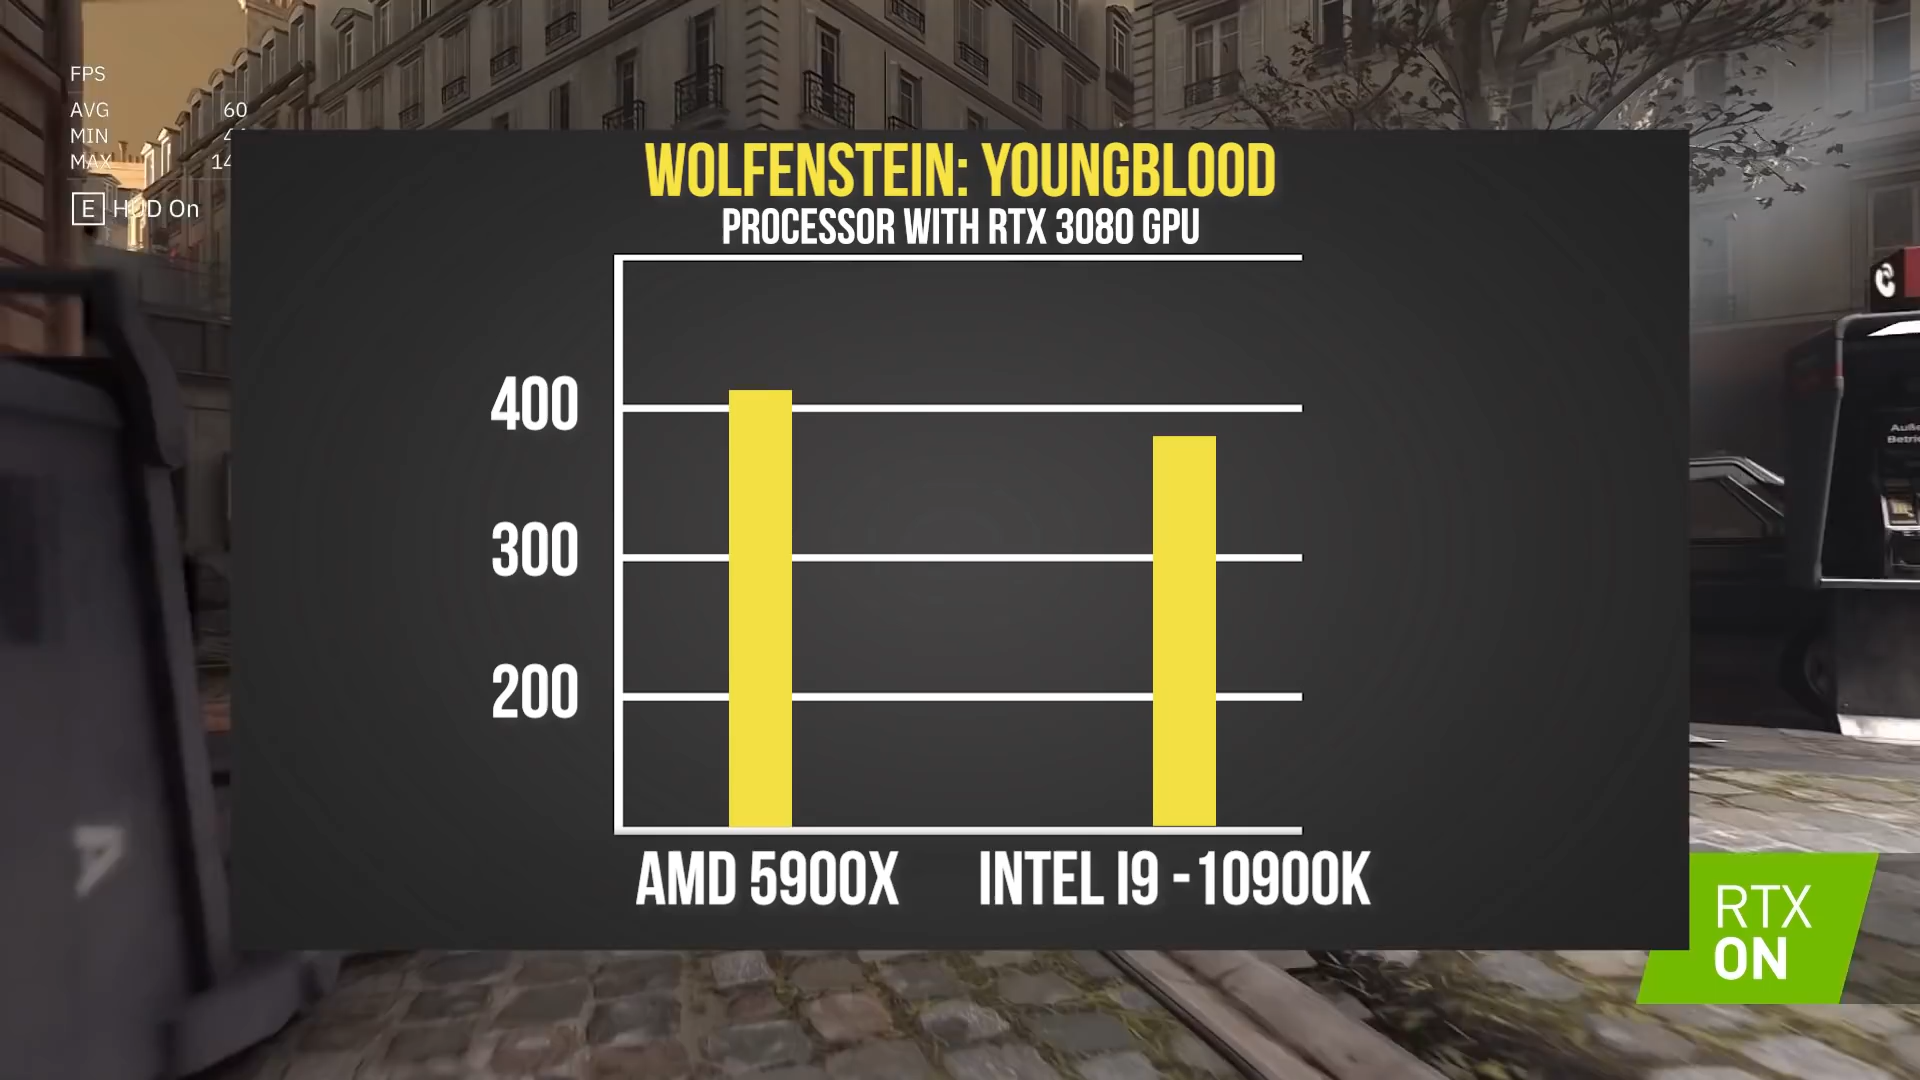 FPS
AVG 60
MIN
MAX
E HUD On
WOLFENSTEIN: YOUNGBLOOD
PROCESSOR WITH RTX 3080 GPU
400
300
200
AMD 5900X
INTEL I9 -10900K
RTX
ON